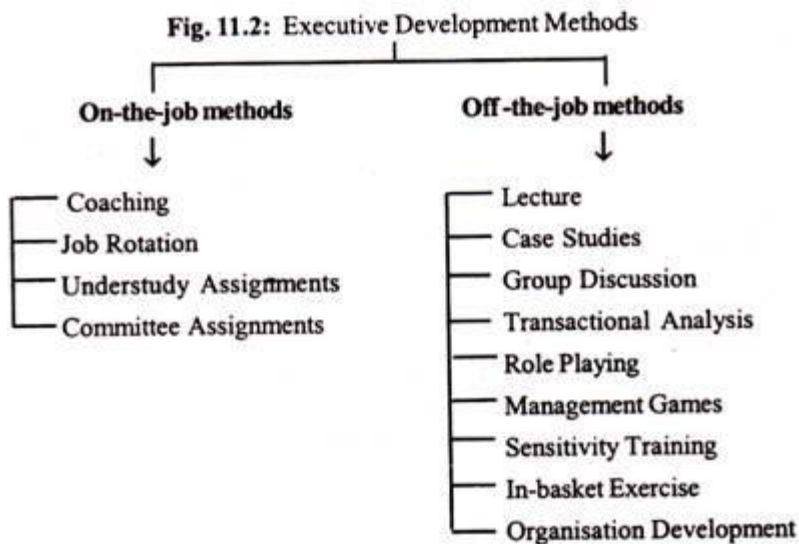 Fig. 11.2: Executive Development Methods
On-the-job methods
Coaching
Job Rotation
Understudy Assignments
Committee Assignments
Off-the-job methods
Lecture
Case Studies
Group Discussion
Transactional Analysis
Role Playing
Management Games
Sensitivity Training
In-basket Exercise
Organisation Development